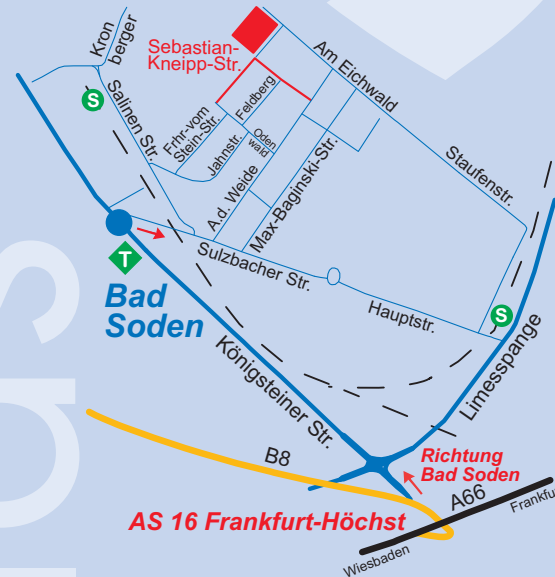 Kron
berger
Sebastian-
Kneipp-Str.
Am Eichwald
S
Salinen Str.
Feldberg
Erhr-vom
Stein-Str.
Oden
wald
Jahnstr.
Staufenstr.
A.d. Weide
Max-Baginski-Str.
T
Sulzbacher Str.
Bad
Soden
Hauptstr.
S
Königsteiner Str.
Limesspange
B8
Richtung
Bad Soden
A66
Frankfurt
AS 16 Frankfurt-Höchst
Wiesbaden